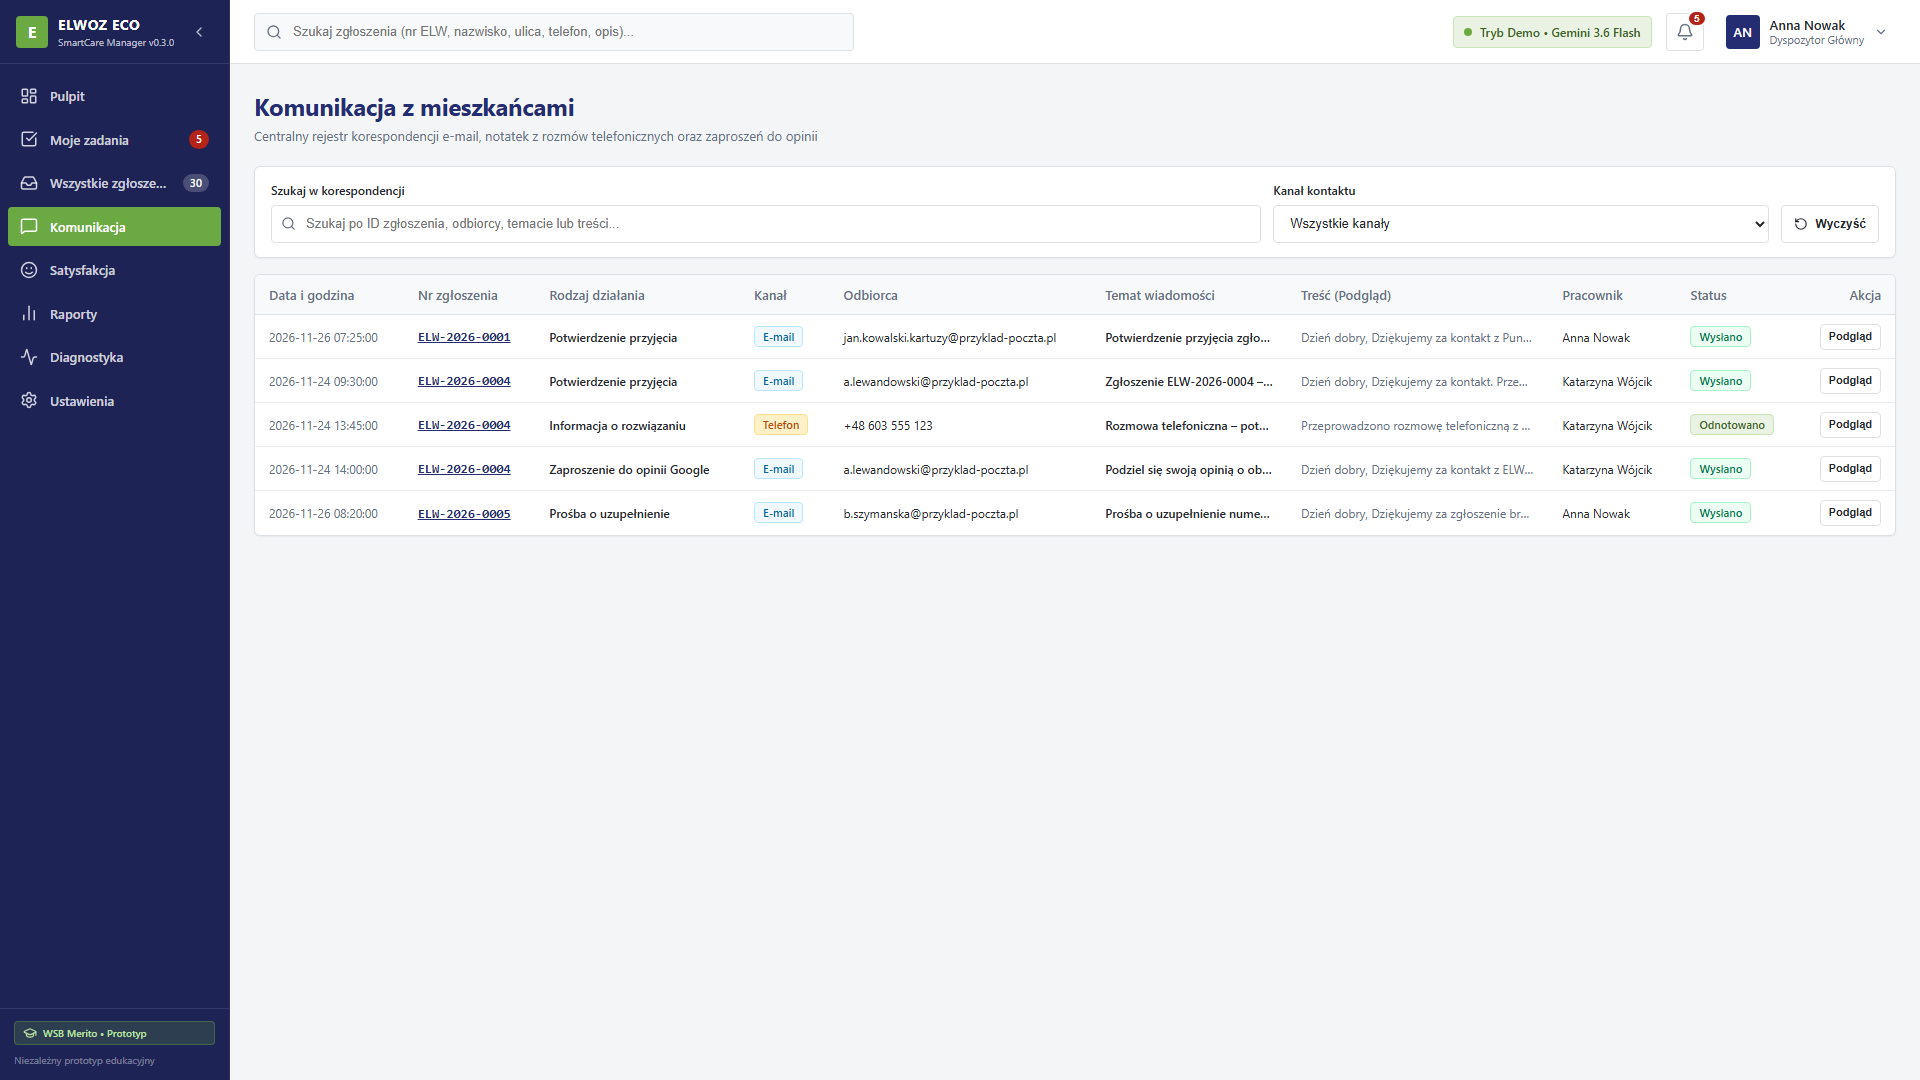 E
ELWOZ ECO
SmartCare Manager v0.3.0
Szukaj zgłoszenia (nr ELW, nazwisko, ulica, telefon, opis)...
Tryb Demo • Gemini 3.6 Flash
5
AN
Anna Nowak
Dyspozytor Główny
Pulpit
Moje zadania 5
Wszystkie zgłosze... 30
Komunikacja
Satysfakcja
Raporty
Diagnostyka
Ustawienia
WSB Merito • Prototyp
Niezależny prototyp edukacyjny
Komunikacja z mieszkańcami
Centralny rejestr korespondencji e-mail, notatek z rozmów telefonicznych oraz zaproszeń do opinii
Szukaj w korespondencji
Szukaj po ID zgłoszenia, odbiorcy, temacie lub treści...
Kanał kontaktu
Wszystkie kanały
Wyczyść
Data i godzina Nr zgłoszenia Rodzaj działania Kanał Odbiorca Temat wiadomości Treść (Podgląd) Pracownik Status Akcja
2026-11-26 07:25:00 ELW-2026-0001 Potwierdzenie przyjęcia E-mail jan.kowalski.kartuzy@przyklad-poczta.pl Potwierdzenie przyjęcia zgło... Dzień dobry, Dziękujemy za kontakt z Pun... Anna Nowak Wysłano Podgląd
2026-11-24 09:30:00 ELW-2026-0004 Potwierdzenie przyjęcia E-mail a.lewandowski@przyklad-poczta.pl Zgłoszenie ELW-2026-0004 –... Dzień dobry, Dziękujemy za kontakt. Prze... Katarzyna Wójcik Wysłano Podgląd
2026-11-24 13:45:00 ELW-2026-0004 Informacja o rozwiązaniu Telefon +48 603 555 123 Rozmowa telefoniczna – pot... Przeprowadzono rozmowę telefoniczną z ... Katarzyna Wójcik Odnotowano Podgląd
2026-11-24 14:00:00 ELW-2026-0004 Zaproszenie do opinii Google E-mail a.lewandowski@przyklad-poczta.pl Podziel się swoją opinią o ob... Dzień dobry, Dziękujemy za kontakt z ELW... Katarzyna Wójcik Wysłano Podgląd
2026-11-26 08:20:00 ELW-2026-0005 Prośba o uzupełnienie E-mail b.szymanska@przyklad-poczta.pl Prośba o uzupełnienie nume... Dzień dobry, Dziękujemy za zgłoszenie br... Anna Nowak Wysłano Podgląd